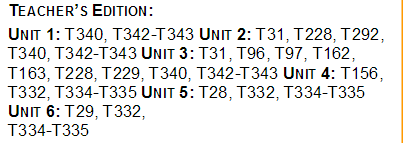 TEACHER'S EDITION:
UNIT 1: T340, T342-T343 UNIT 2: T31, T228, T292,
T340, T342-T343 UNIT 3: T31, T96, T97, T162,
T163, T228, T229, T340, T342-T343 UNIT 4: T156,
T332, T334-T335 UNIT 5: T28, T332, T334-T335
UNIT 6: T29, T332,
T334-T335